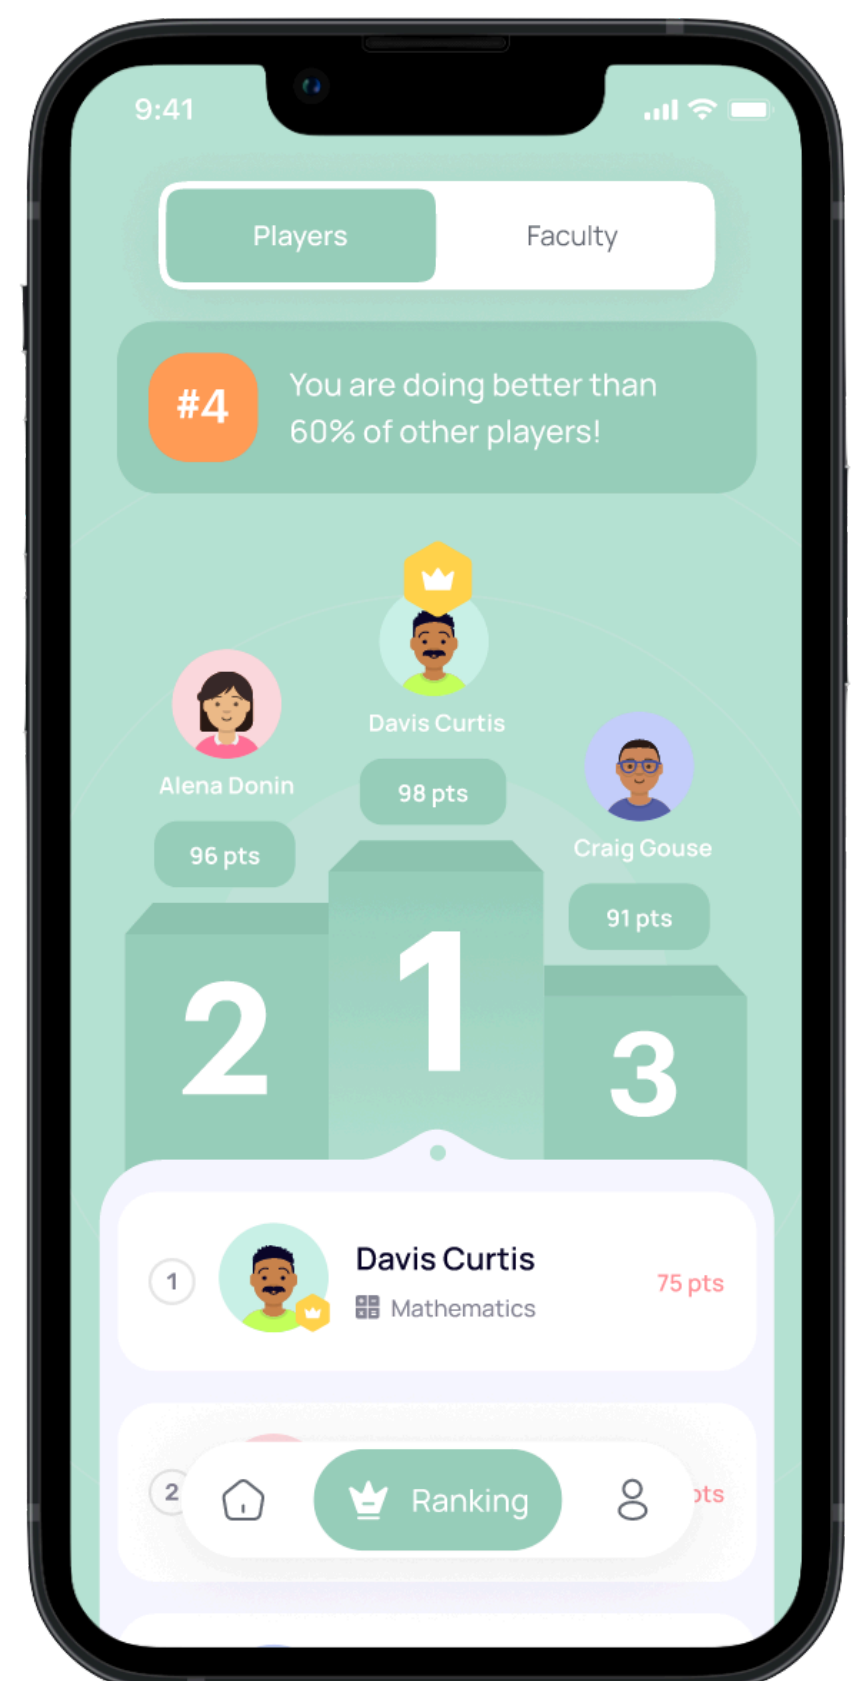 9:41
Players
Faculty
#4
You are doing better than
60% of other players!
Davis Curtis
98 pts
Alena Donin
96 pts
Craig Gouse
91 pts
2
1
3
1
Davis Curtis
Mathematics
75 pts
2
pts
Ranking